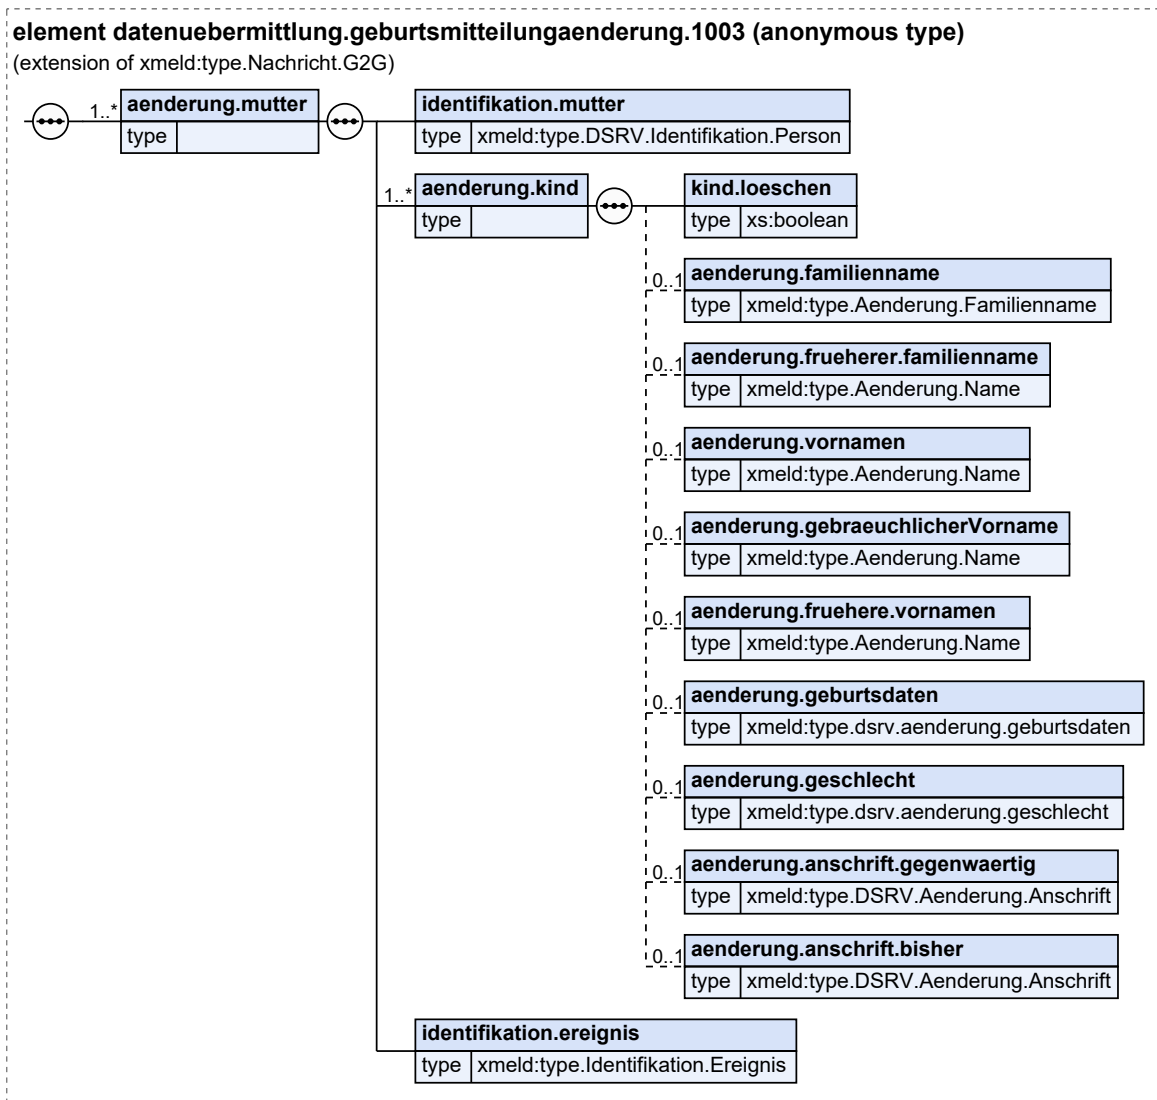 element datenuebermittlung.geburtsmitteilungaenderung.1003 (anonymous type)
(extension of xmeld:type.Nachricht.G2G)
1..* aenderung.mutter
type
identifikation.mutter
type xmeld:type.DSRV.Identifikation.Person
1..* aenderung.kind
type
kind.loeschen
type xs:boolean
0..1 aenderung.familienname
type xmeld:type.Aenderung.Familienname
0..1 aenderung.frueherer.familienname
type xmeld:type.Aenderung.Name
0..1 aenderung.vornamen
type xmeld:type.Aenderung.Name
0..1 aenderung.gebraeuchlicherVorname
type xmeld:type.Aenderung.Name
0..1 aenderung.fruehere.vornamen
type xmeld:type.Aenderung.Name
0..1 aenderung.geburtsdaten
type xmeld:type.dsrv.aenderung.geburtsdaten
0..1 aenderung.geschlecht
type xmeld:type.dsrv.aenderung.geschlecht
0..1 aenderung.anschrift.gegenwaertig
type xmeld:type.DSRV.Aenderung.Anschrift
0..1 aenderung.anschrift.bisher
type xmeld:type.DSRV.Aenderung.Anschrift
identifikation.ereignis
type xmeld:type.Identifikation.Ereignis